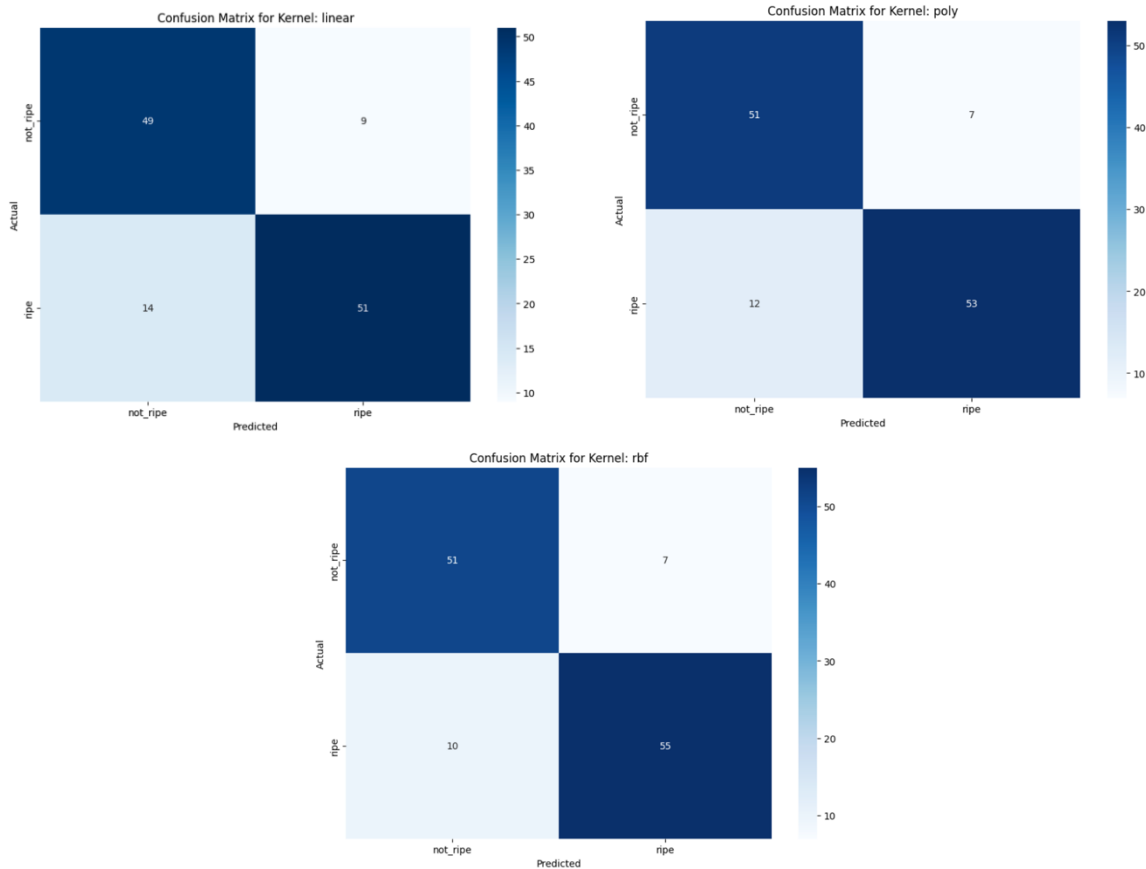 Confusion Matrix for Kernel: linear
not_ripe
49
9
Actual
ripe
14
51
not_ripe
ripe
Predicted
50
45
40
35
30
25
20
15
10
Confusion Matrix for Kernel: poly
not_ripe
51
7
Actual
ripe
12
53
not_ripe
ripe
Predicted
50
40
30
20
10
Confusion Matrix for Kernel: rbf
not_ripe
51
7
Actual
ripe
10
55
not_ripe
ripe
Predicted
50
40
30
20
10